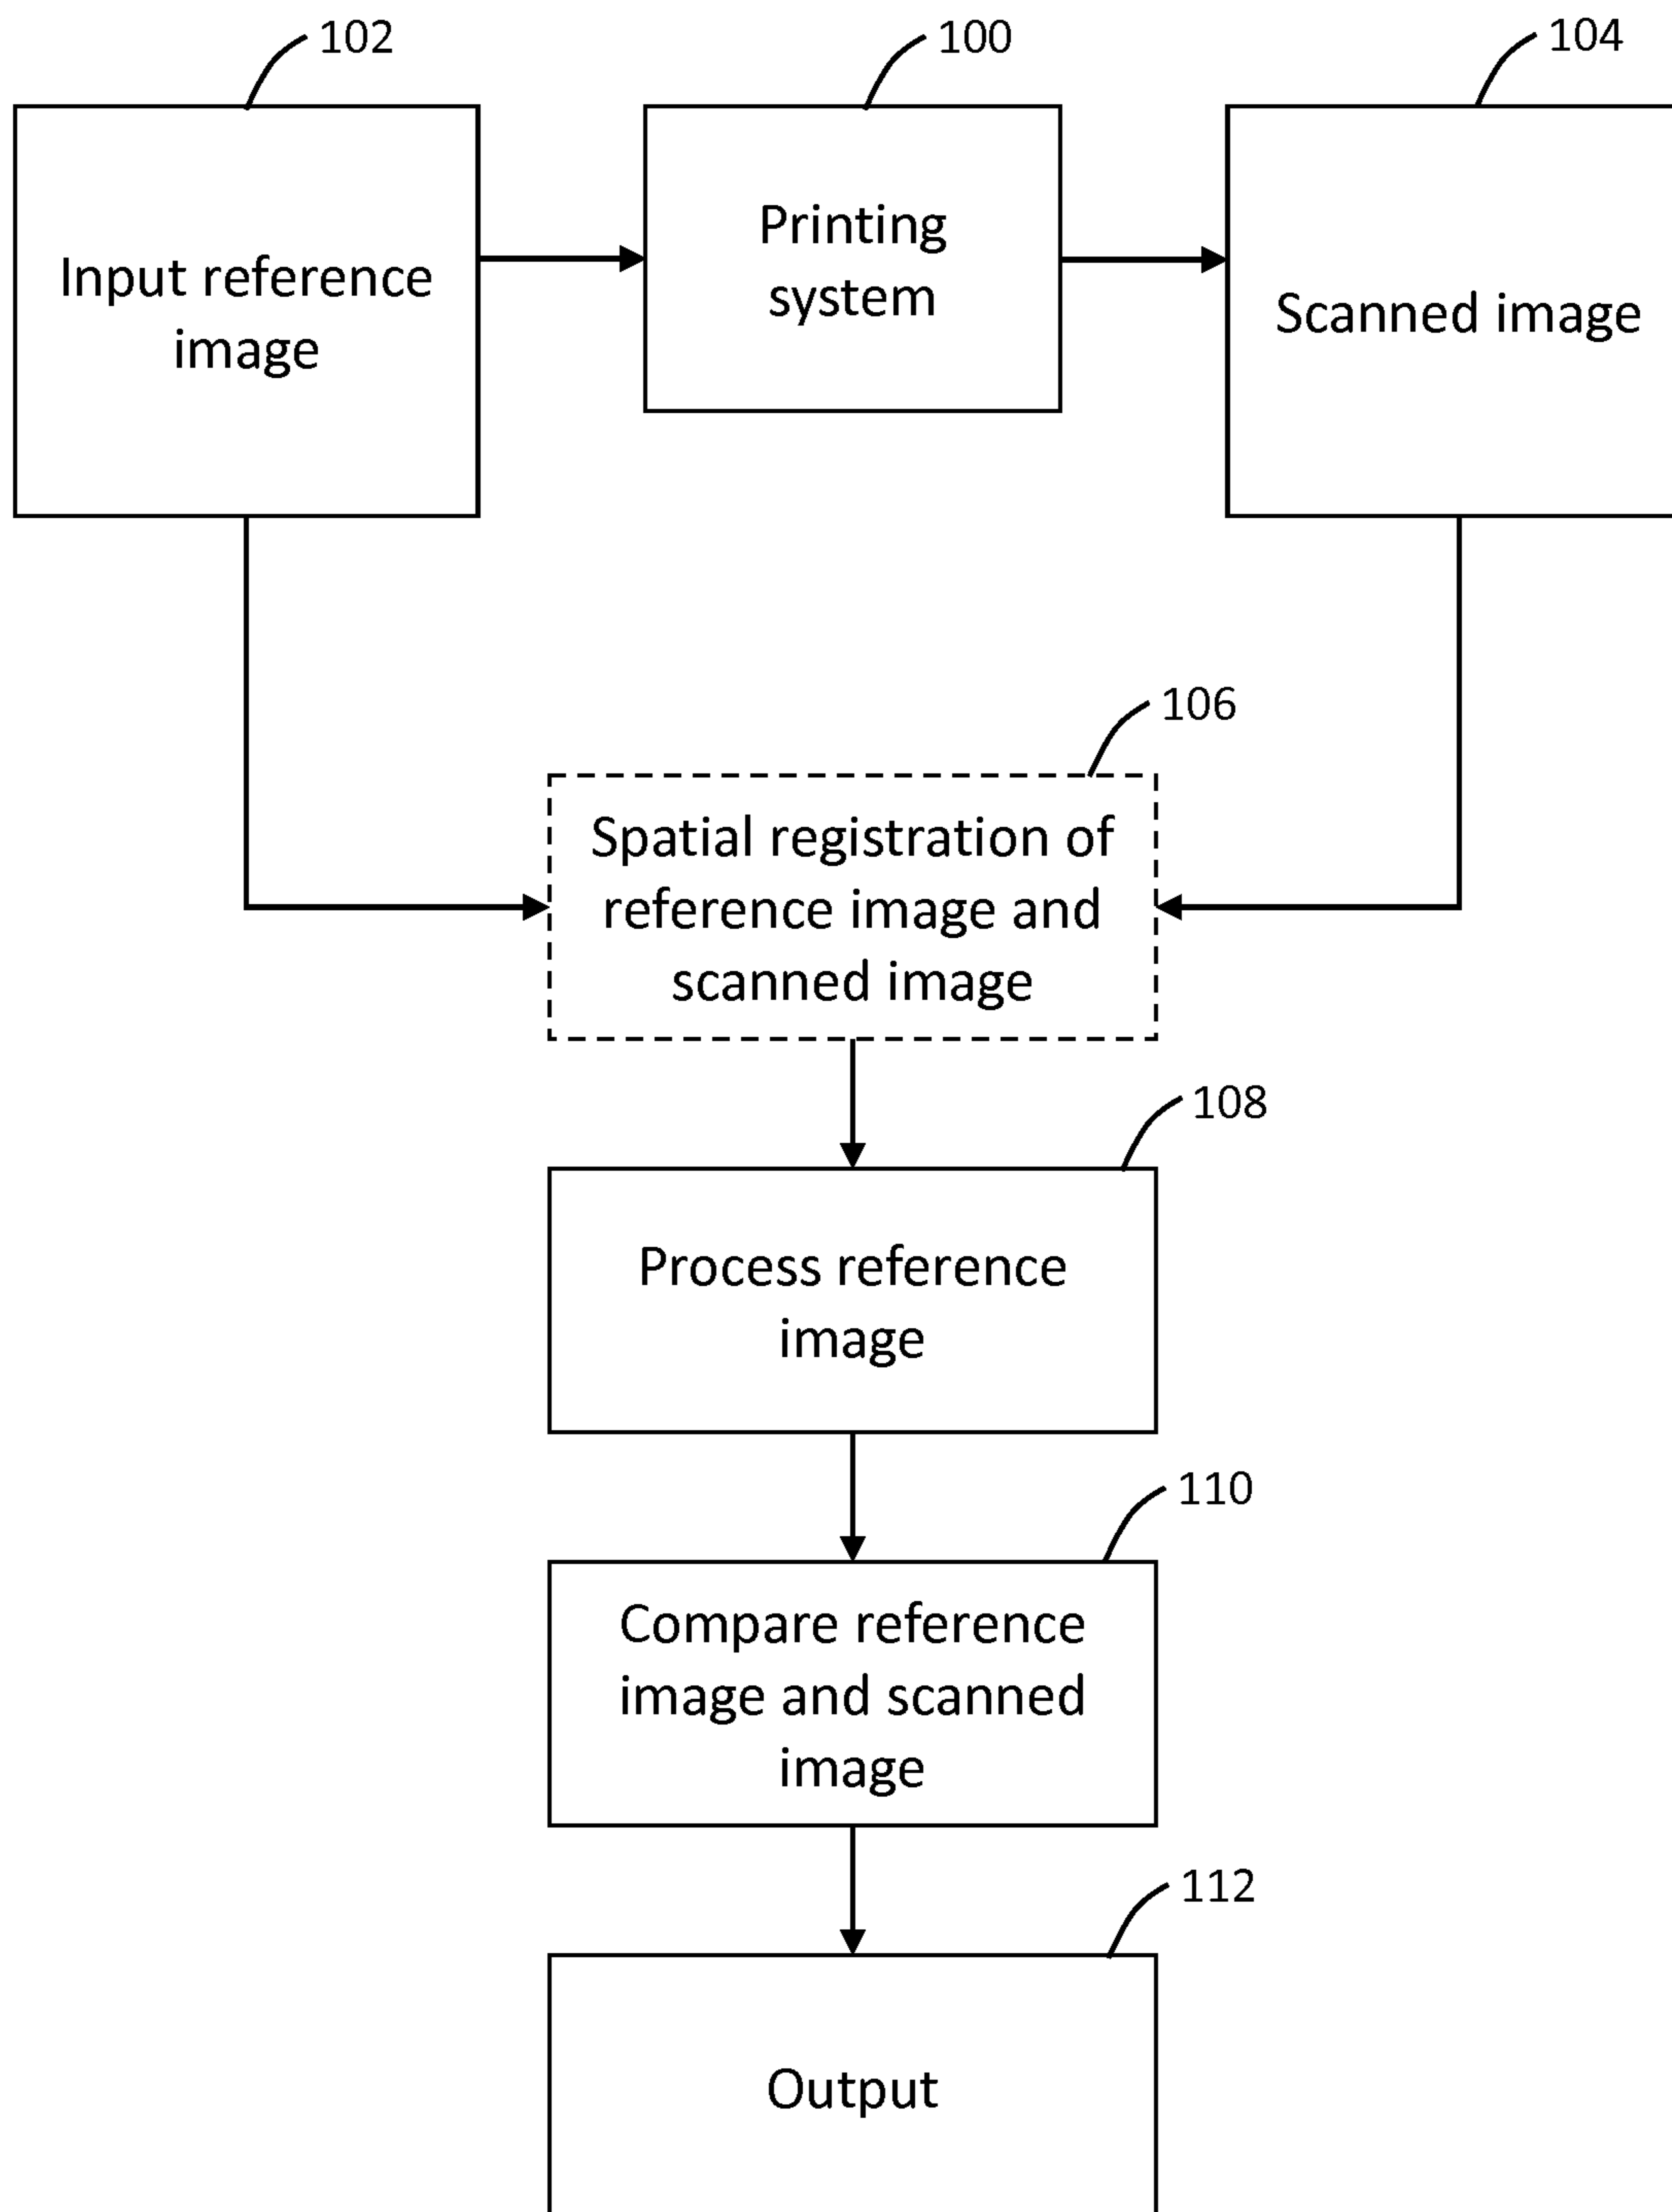 102
100
104
Input reference
image
Printing
system
Scanned image
106
Spatial registration of
reference image and
scanned image
108
Process reference
image
110
Compare reference
image and scanned
image
112
Output